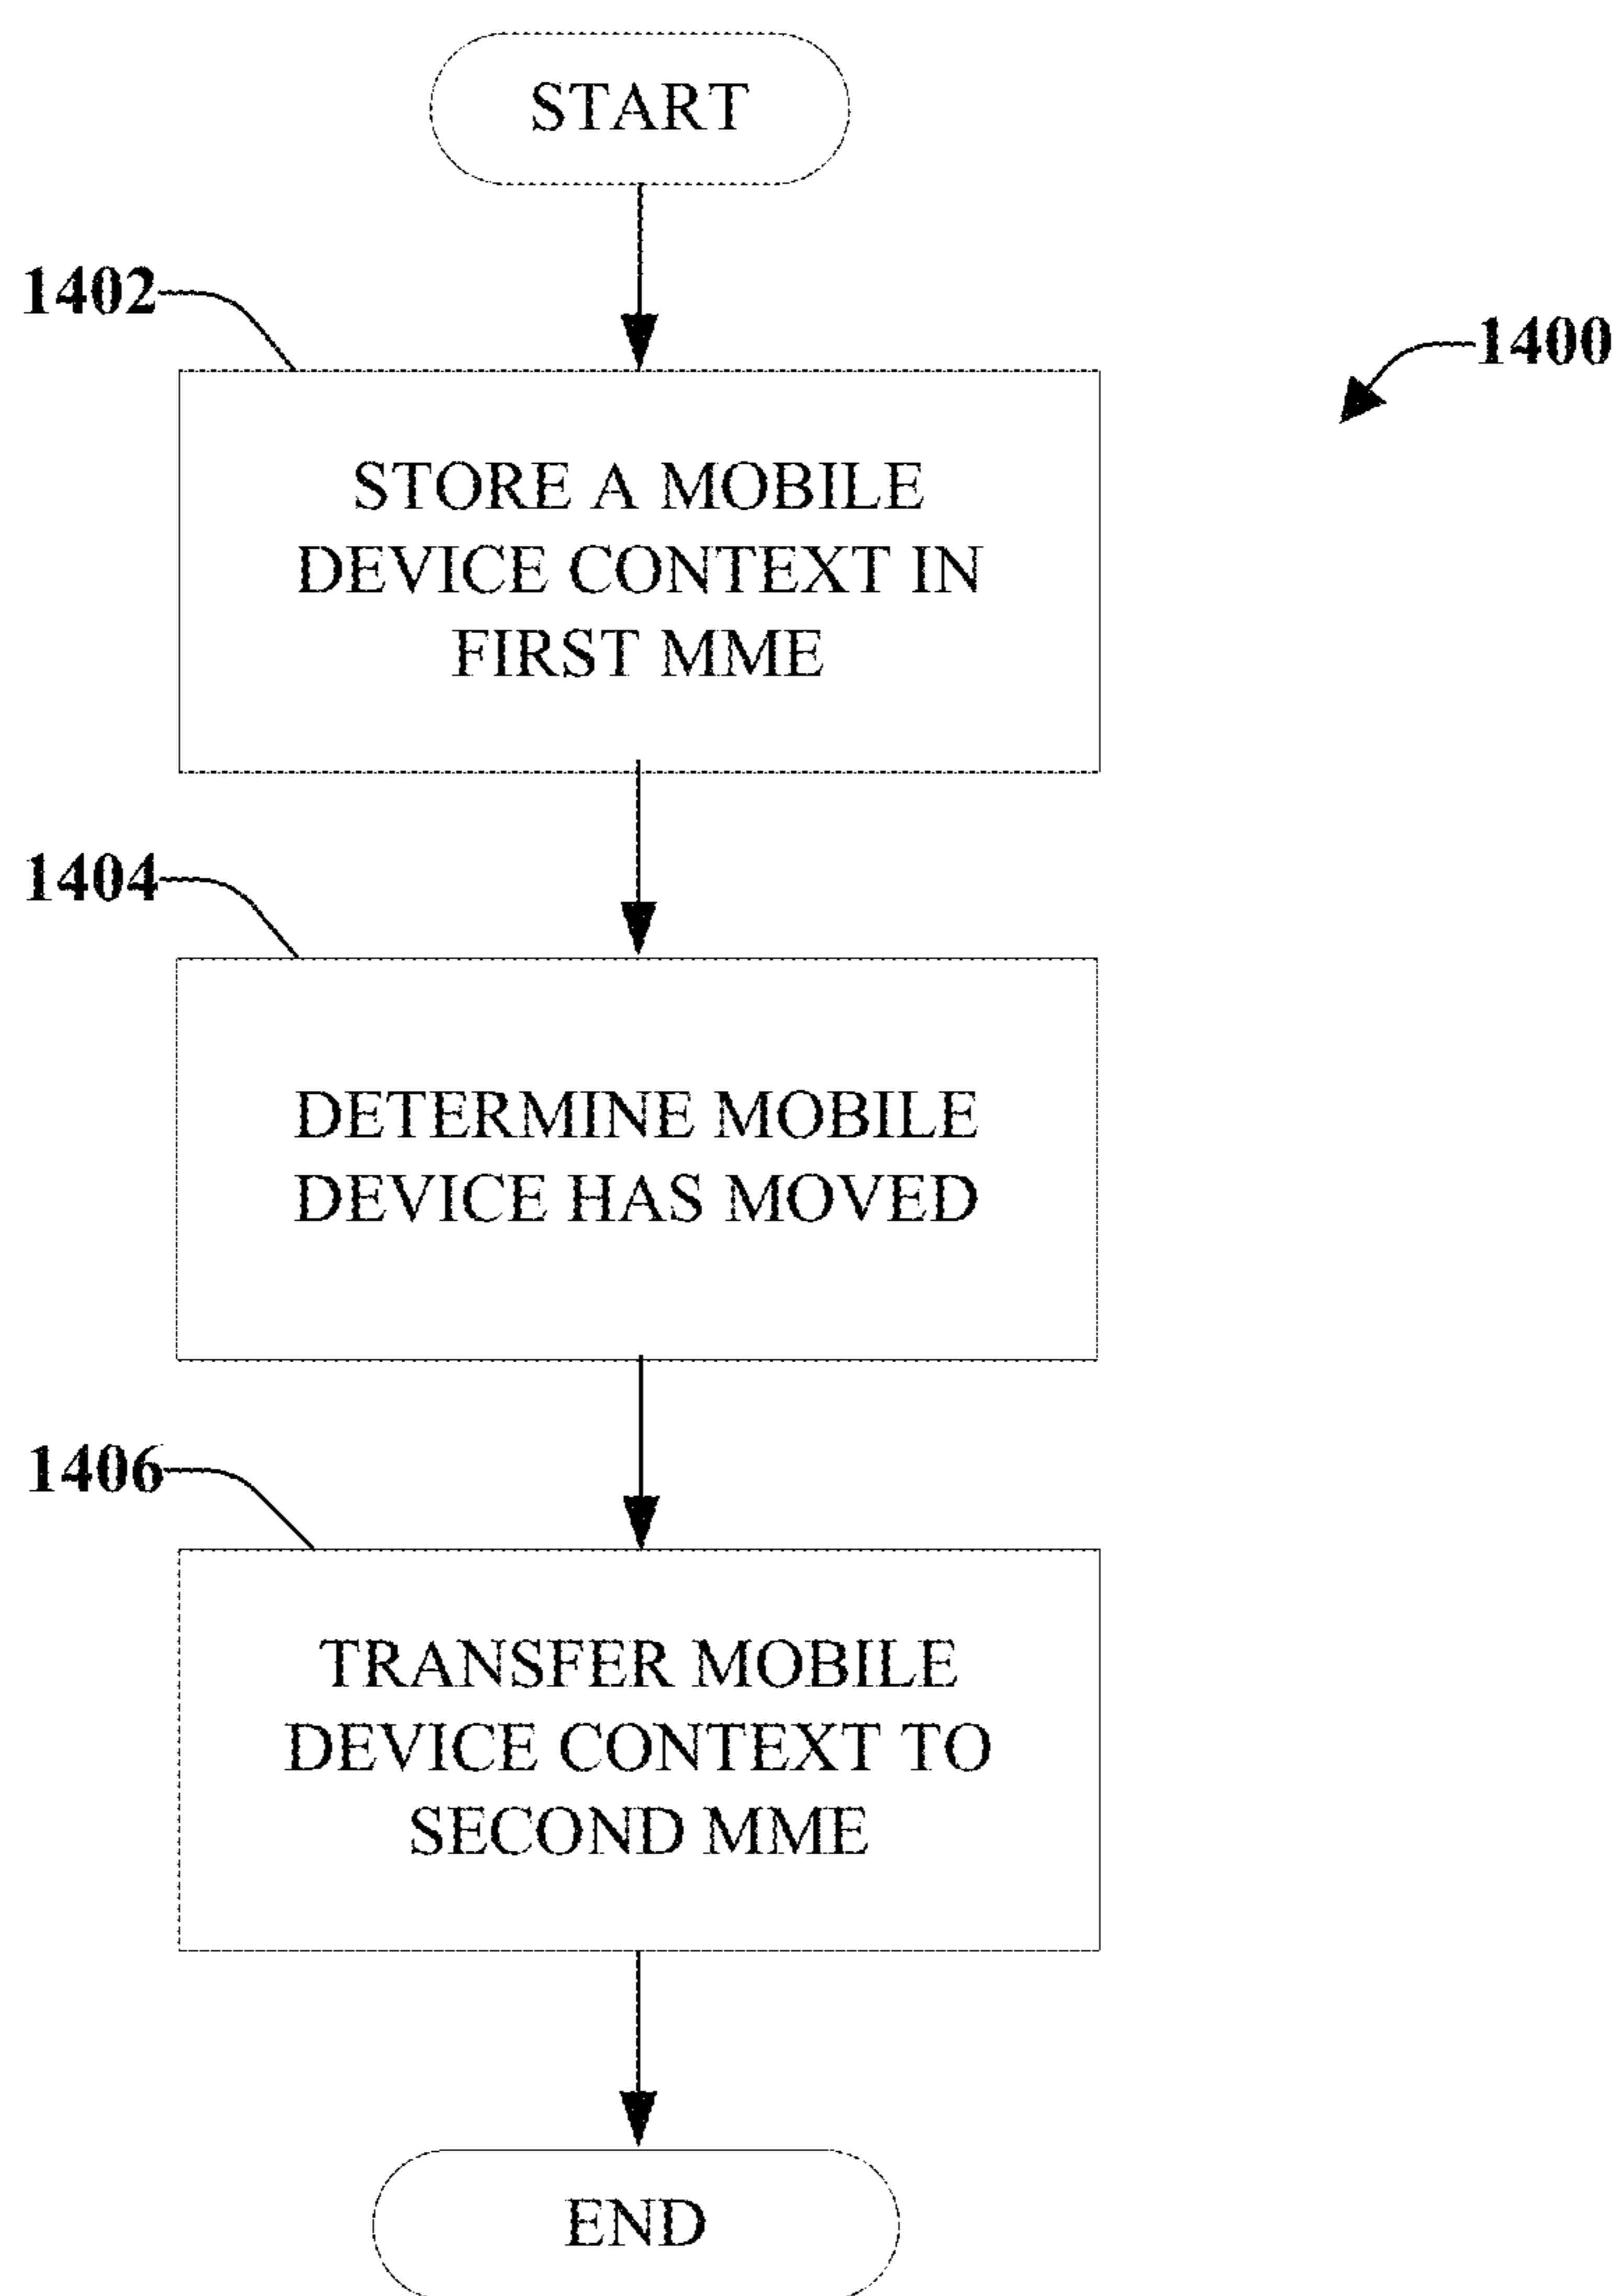 START
1402
1400
STORE A MOBILE
DEVICE CONTEXT IN
FIRST MME
1404
DETERMINE MOBILE
DEVICE HAS MOVED
1406
TRANSFER MOBILE
DEVICE CONTEXT TO
SECOND MME
END